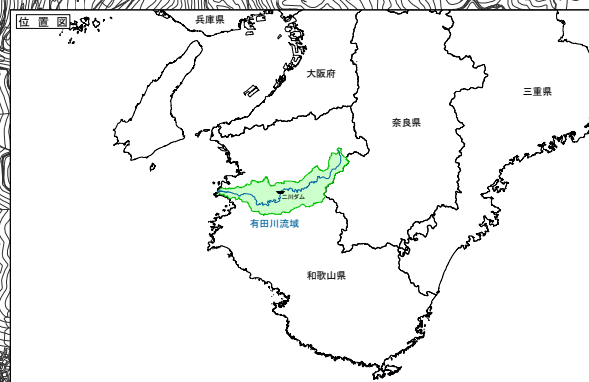 位置図
兵庫県
大阪府
三重県
奈良県
二川ダム
有田川流域
和歌山県